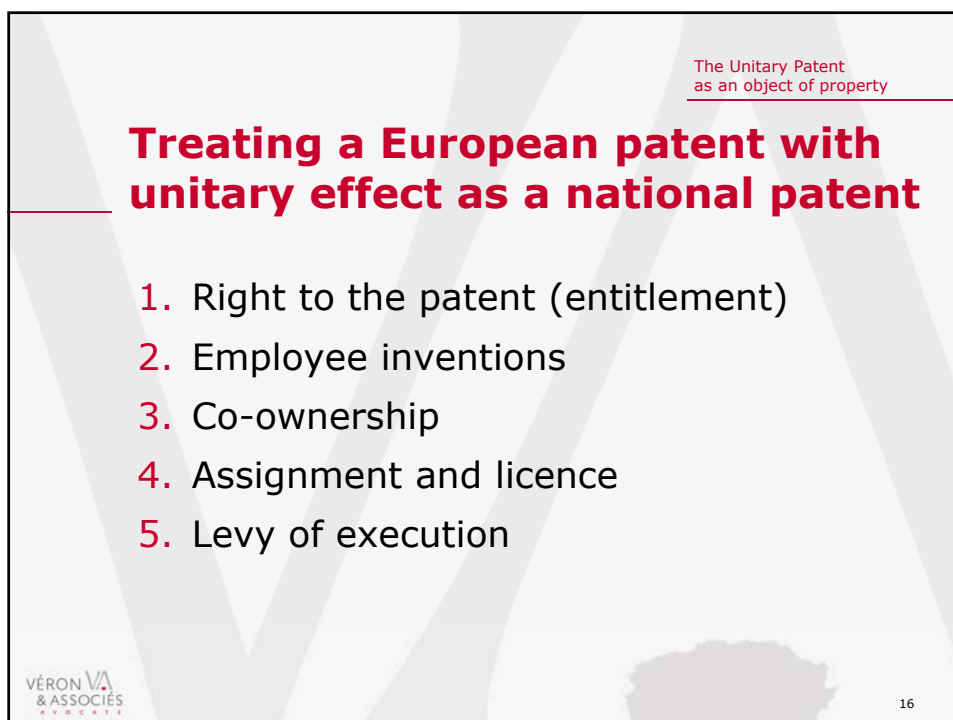 The Unitary Patent
as an object of property
Treating a European patent with
unitary effect as a national patent
1. Right to the patent (entitlement)
2. Employee inventions
3. Co-ownership
4. Assignment and licence
5. Levy of execution
VÉRON VA
& ASSOCIÉS
AVOCATS
16